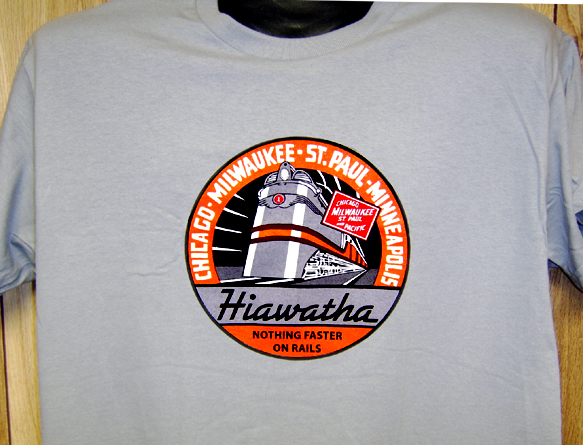 CHICAGO · MILWAUKEE · ST. PAUL · MINNEAPOLIS
CHICAGO
MILWAUKEE
ST PAUL
AND PACIFIC
Hiawatha
NOTHING FASTER
ON RAILS